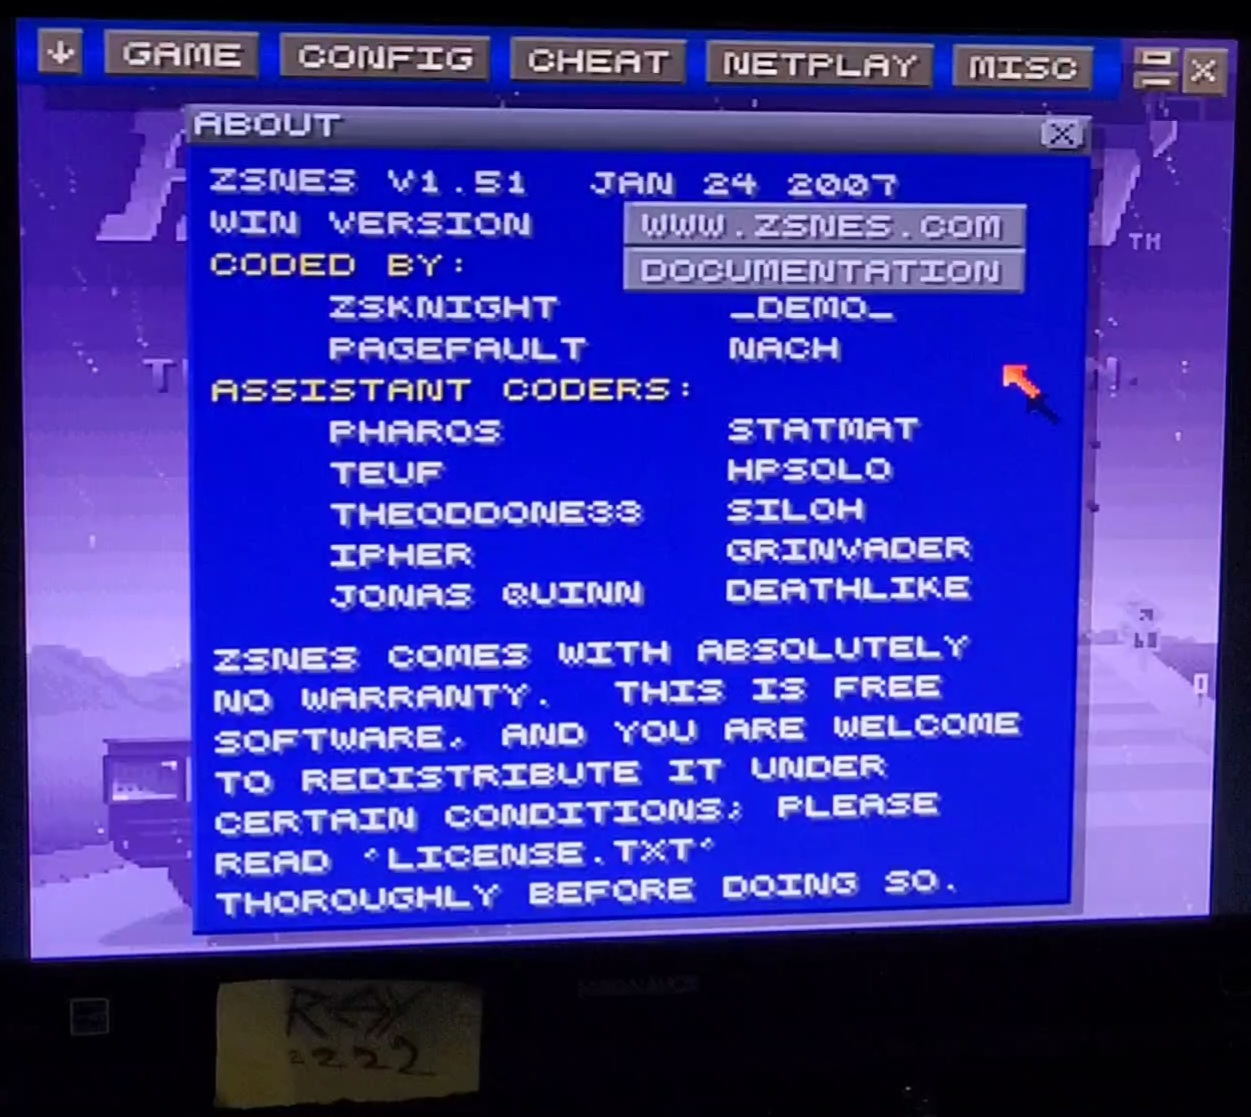 GAME CONFIG CHEAT NETPLAY MISC
ABOUT
ZSNES V1.51 JAN 24 2007
WIN VERSION WWW.ZSNES.COM
CODED BY: DOCUMENTATION
ZSKNIGHT _DEMO_
PAGEFAULT NACH
ASSISTANT CODERS:
PHAROS STATMAT
TEUF HPSOLO
THEODDONE33 SILOH
IPHER GRINVADER
JONAS QUINN DEATHLIKE
ZSNES COMES WITH ABSOLUTELY
NO WARRANTY. THIS IS FREE
SOFTWARE, AND YOU ARE WELCOME
TO REDISTRIBUTE IT UNDER
CERTAIN CONDITIONS; PLEASE
READ 'LICENSE.TXT'
THOROUGHLY BEFORE DOING SO.
TM
RAY
2222